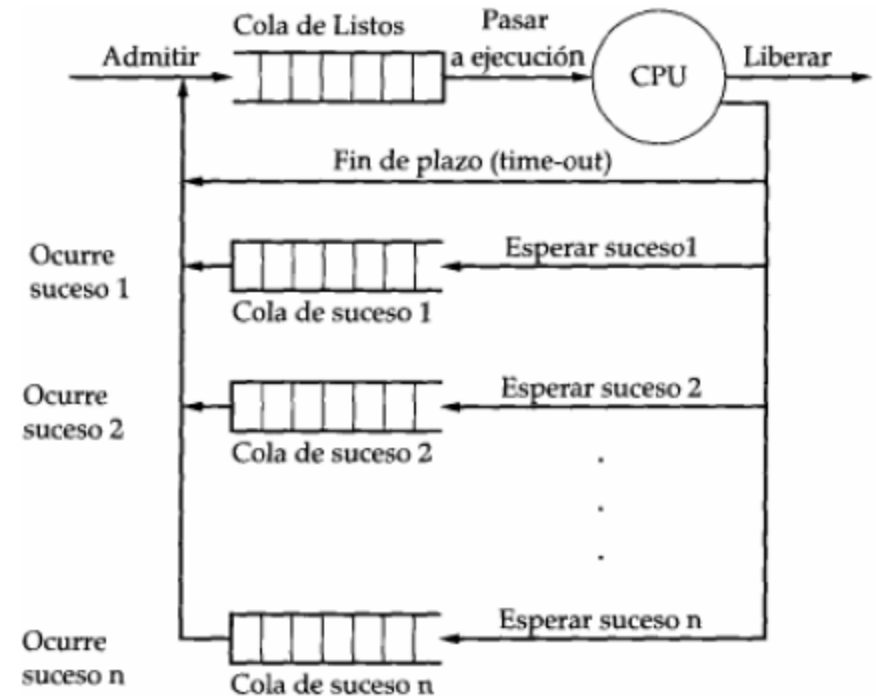 Cola de Listos
Pasar
a ejecución
Admitir
CPU
Liberar
Fin de plazo (time-out)
Ocurre
suceso 1
Esperar suceso1
Cola de suceso 1
Ocurre
suceso 2
Esperar suceso 2
Cola de suceso 2
.
.
.
Ocurre
suceso n
Esperar suceso n
Cola de suceso n